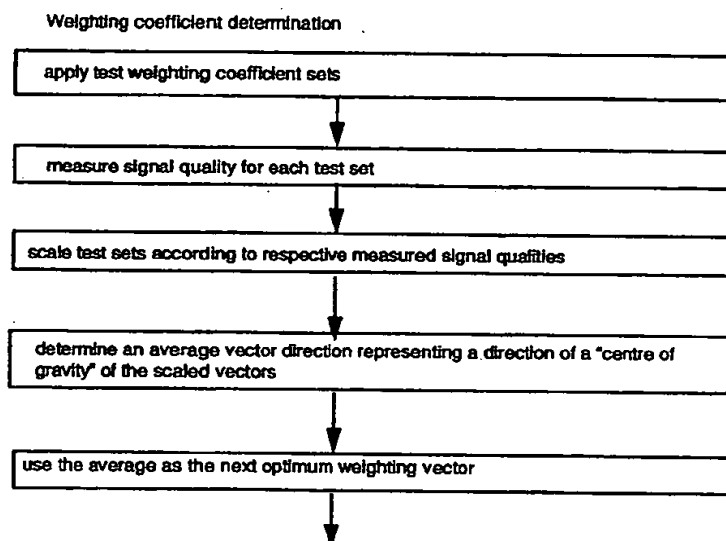 Weighting coefficient determination
apply test weighting coefficient sets
measure signal quality for each test set
scale test sets according to respective measured signal qualities
determine an average vector direction representing a direction of a "centre of
gravity" of the scaled vectors
use the average as the next optimum weighting vector